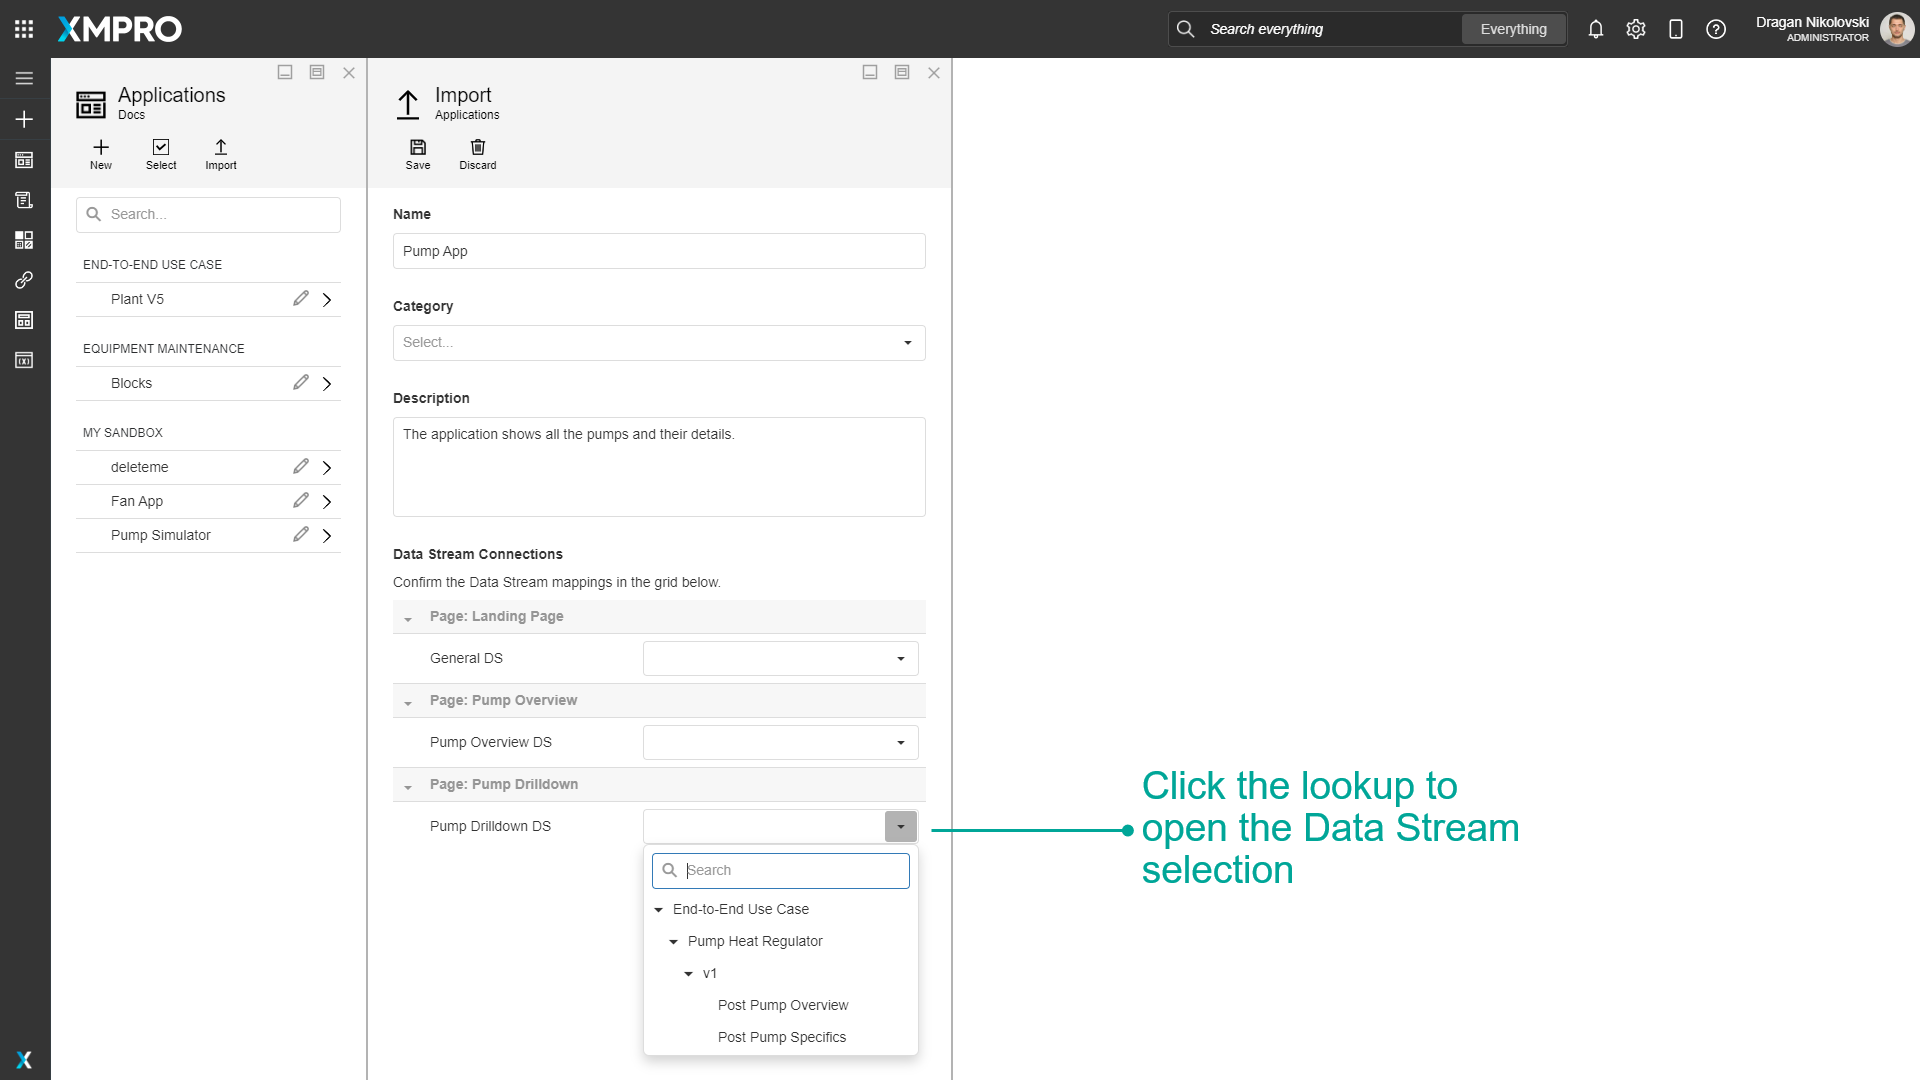 XMPRO
Search everything
Everything
Dragan Nikolovski
ADMINISTRATOR
Applications
Docs
New
Select
Import
Search...
END-TO-END USE CASE
Plant V5
EQUIPMENT MAINTENANCE
Blocks
MY SANDBOX
deleteme
Fan App
Pump Simulator
Import
Applications
Save
Discard
Name
Pump App
Category
Select...
Description
The application shows all the pumps and their details.
Data Stream Connections
Confirm the Data Stream mappings in the grid below.
Page: Landing Page
General DS
Page: Pump Overview
Pump Overview DS
Page: Pump Drilldown
Pump Drilldown DS
Search
End-to-End Use Case
Pump Heat Regulator
v1
Post Pump Overview
Post Pump Specifics
Click the lookup to
open the Data Stream
selection